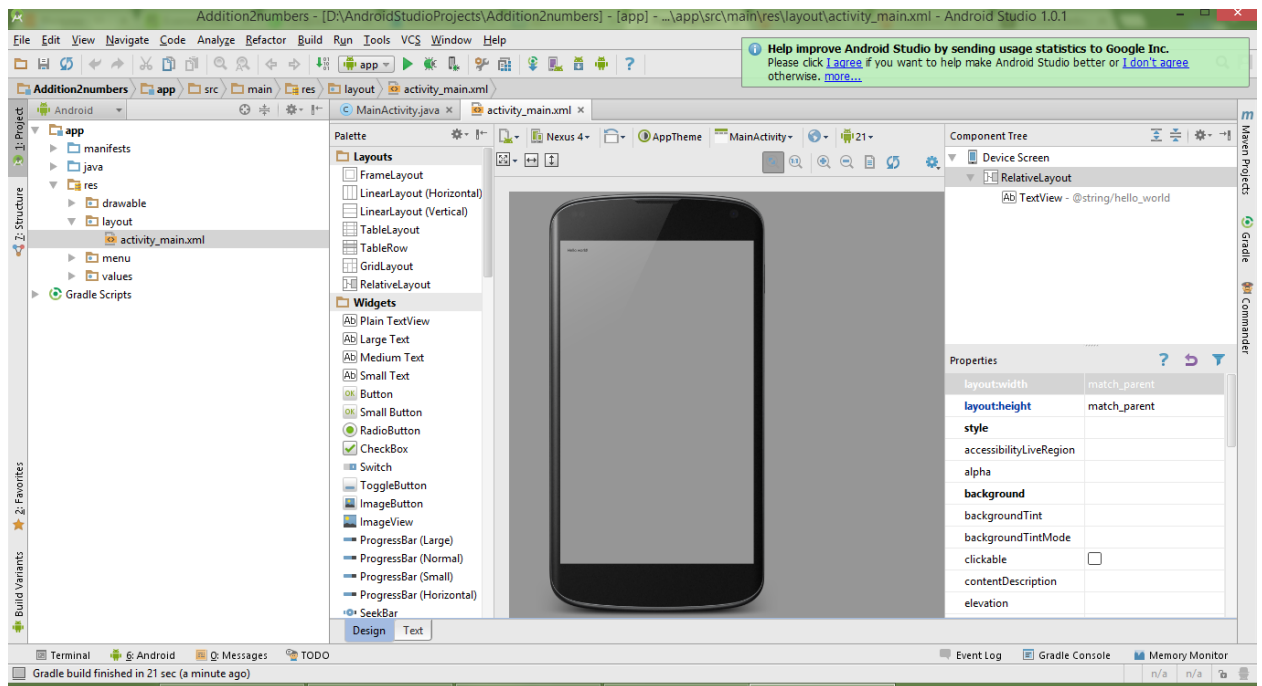 Addition2numbers - [D:\AndroidStudioProjects\Addition2numbers] - [app] - ...\app\src\main\res\layout\activity_main.xml - Android Studio 1.0.1
File Edit View Navigate Code Analyze Refactor Build Run Tools VCS Window Help
Help improve Android Studio by sending usage statistics to Google Inc.
Please click I agree if you want to help make Android Studio better or I don't agree
otherwise. more...
app
Addition2numbers app src main res layout activity_main.xml
1: Project
Z: Structure
2: Favorites
Build Variants
Android
app
manifests
java
res
drawable
layout
activity_main.xml
menu
values
Gradle Scripts
MainActivity.java activity_main.xml
Palette
Layouts
FrameLayout
LinearLayout (Horizontal)
LinearLayout (Vertical)
TableLayout
TableRow
GridLayout
RelativeLayout
Widgets
Ab Plain TextView
Ab Large Text
Ab Medium Text
Ab Small Text
OK Button
OK Small Button
RadioButton
CheckBox
Switch
ToggleButton
ImageButton
ImageView
ProgressBar (Large)
ProgressBar (Normal)
ProgressBar (Small)
ProgressBar (Horizontal)
SeekBar
Design Text
Nexus 4 AppTheme MainActivity 21
Hello world!
Component Tree
Device Screen
RelativeLayout
Ab TextView - @string/hello_world
Properties
layout:width match_parent
layout:height match_parent
style
accessibilityLiveRegion
alpha
background
backgroundTint
backgroundTintMode
clickable
contentDescription
elevation
m Maven Projects
Gradle
Commander
Terminal 6: Android 0: Messages TODO
Event Log Gradle Console Memory Monitor
Gradle build finished in 21 sec (a minute ago)
n/a n/a